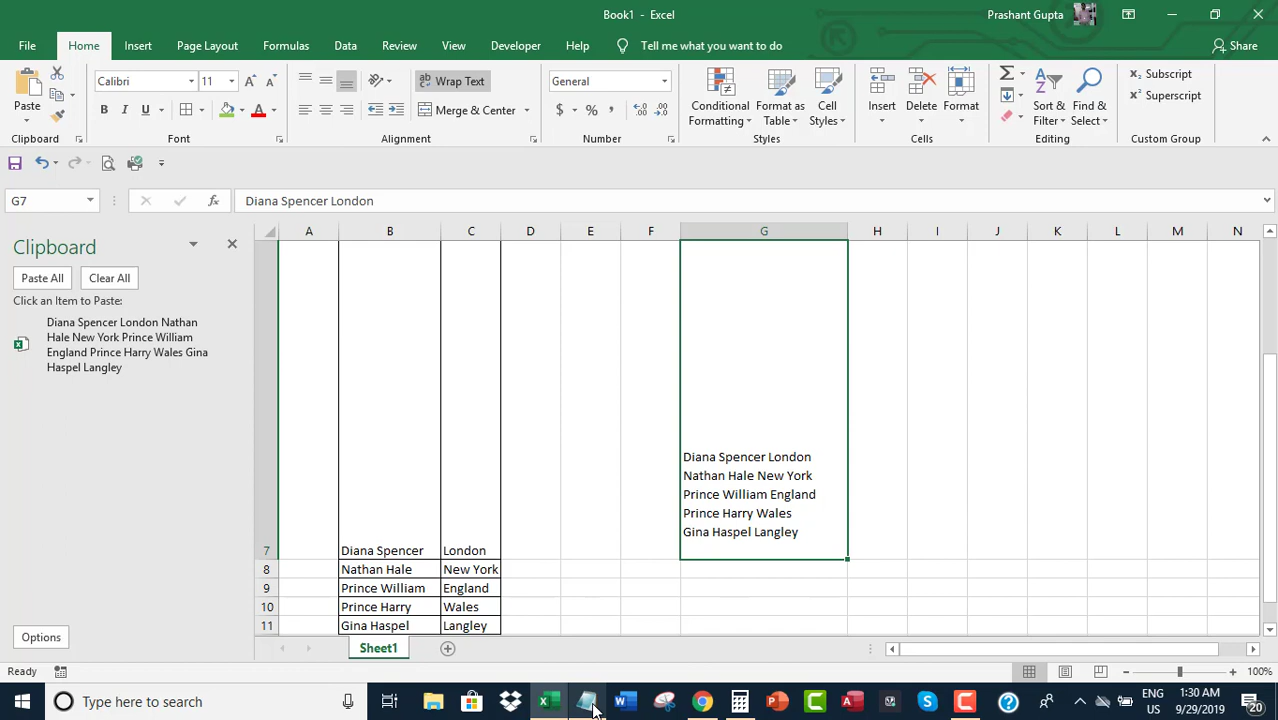 Book1 - Excel
Prashant Gupta
File Home Insert Page Layout Formulas Data Review View Developer Help Tell me what you want to do Share
Paste
Clipboard
Calibri 11
B I U
Font
Wrap Text
Merge & Center
Alignment
General
$ % ,
Number
Conditional Formatting
Format as Table
Cell Styles
Styles
Insert Delete Format
Cells
Sort & Filter
Find & Select
Editing
Subscript
Superscript
Custom Group
G7
fx
Diana Spencer London
Clipboard
Paste All Clear All
Click an Item to Paste:
Diana Spencer London Nathan
Hale New York Prince William
England Prince Harry Wales Gina
Haspel Langley
Options
A B C D E F G H I J K L M N
Diana Spencer London
Nathan Hale New York
Prince William England
Prince Harry Wales
Gina Haspel Langley
7 Diana Spencer London
8 Nathan Hale New York
9 Prince William England
10 Prince Harry Wales
11 Gina Haspel Langley
Sheet1
Ready
100%
Type here to search
ENG
US
1:30 AM
9/29/2019
20